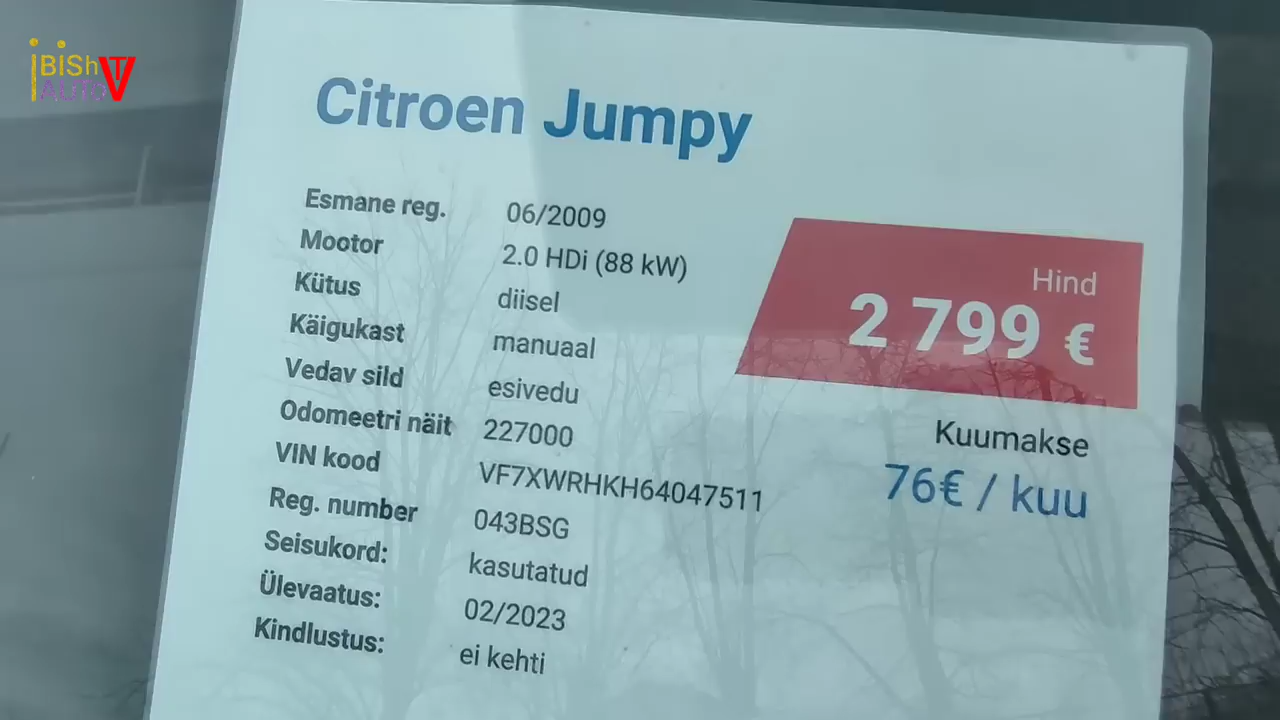 iBiSh TV
AUTO
Citroen Jumpy
Esmane reg. 06/2009
Mootor 2.0 HDi (88 kW)
Kütus diisel
Käigukast manuaal
Vedav sild esivedu
Odomeetri näit 227000
VIN kood VF7XWRHKH64047511
Reg. number 043BSG
Seisukord: kasutatud
Ülevaatus: 02/2023
Kindlustus: ei kehti
Hind
2 799 €
Kuumakse
76€ / kuu